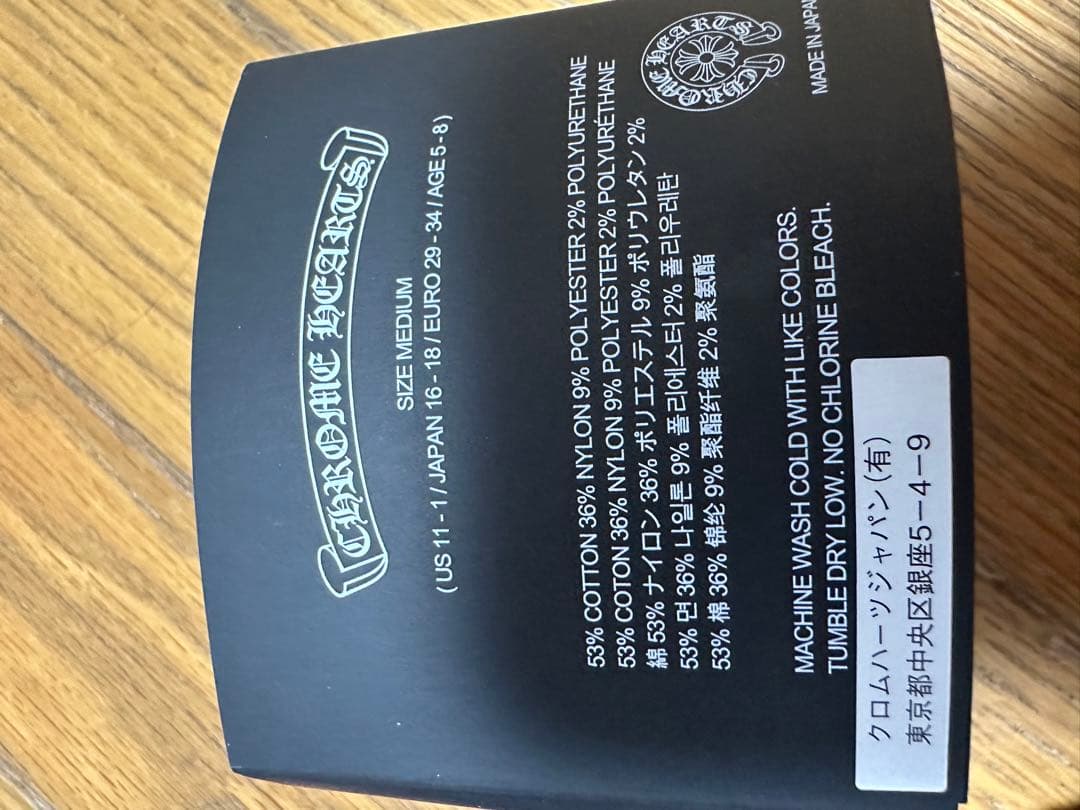 CHROME HEARTS
SIZE MEDIUM
( US 11 - 1 / JAPAN 16 - 18 / EURO 29 - 34 / AGE 5 - 8 )
53% COTTON 36% NYLON 9% POLYESTER 2% POLYURETHANE
53% COTON 36% NYLON 9% POLYESTER 2% POLYURÉTHANE
綿 53% ナイロン 36% ポリエステル 9% ポリウレタン 2%
53% 면 36% 나일론 9% 폴리에스터 2% 폴리우레탄
53% 棉 36% 锦纶 9% 聚酯纤维 2% 聚氨酯
CHROME HEARTS
MADE IN JAPAN
MACHINE WASH COLD WITH LIKE COLORS.
TUMBLE DRY LOW. NO CHLORINE BLEACH.
クロムハーツジャパン(有)
東京都中央区銀座5－4－9